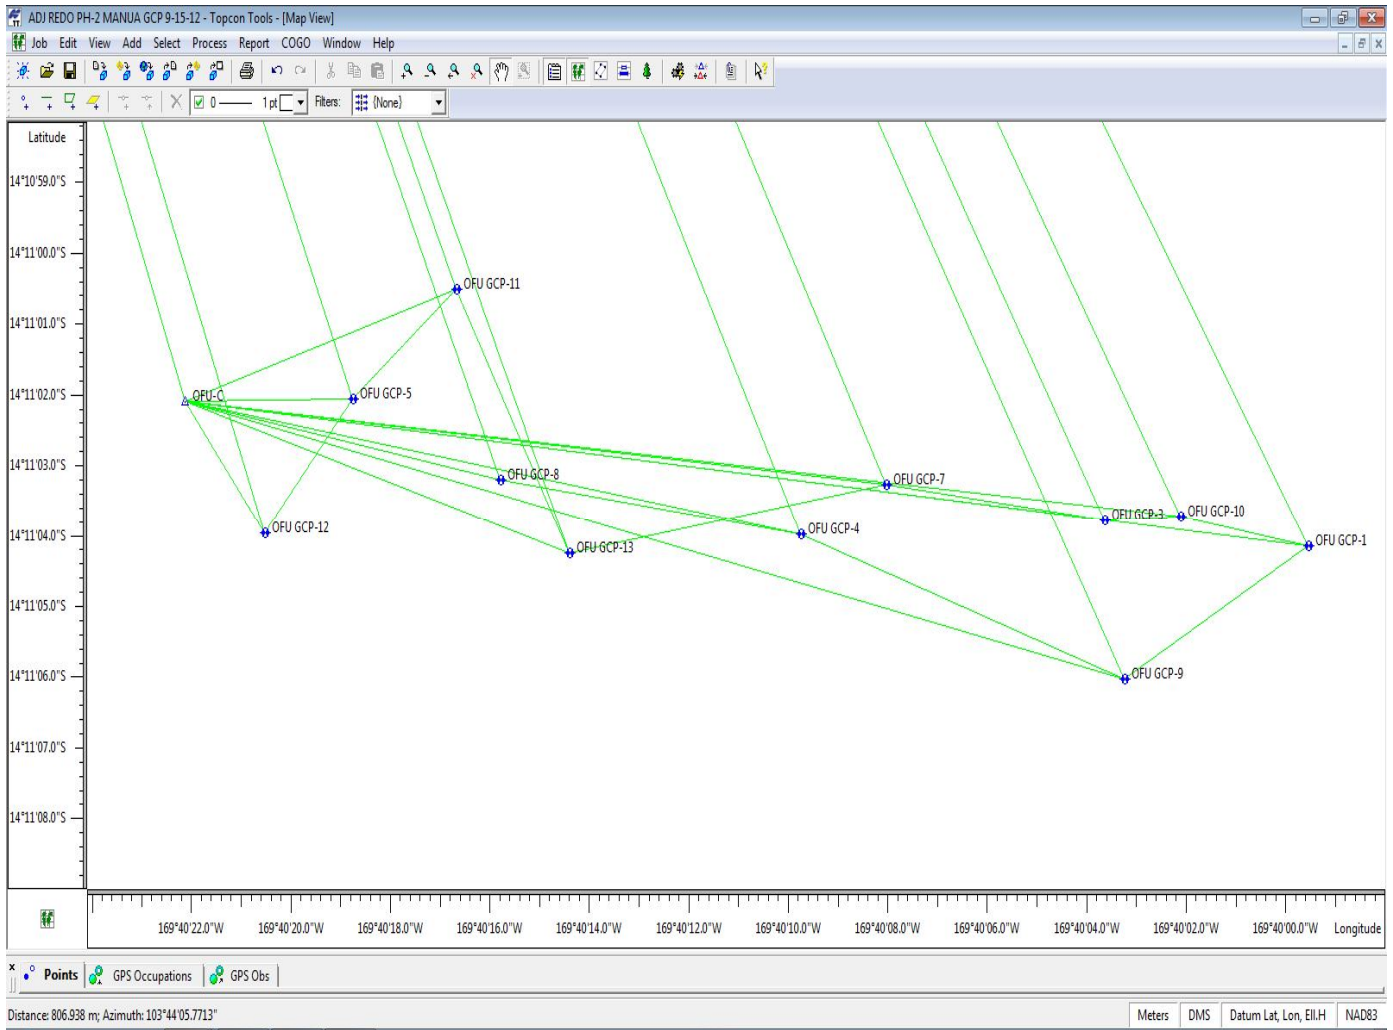 ADJ REDO PH-2 MANUA GCP 9-15-12 - Topcon Tools - [Map View]
Job Edit View Add Select Process Report COGO Window Help
0 1 pt Filters: {None}
Latitude
14°10'59.0"S
14°11'00.0"S
OFU GCP-11
14°11'01.0"S
14°11'02.0"S OFU-C OFU GCP-5
14°11'03.0"S OFU GCP-8 OFU GCP-7
OFU GCP-3 OFU GCP-10
14°11'04.0"S OFU GCP-12 OFU GCP-4
OFU GCP-13 OFU GCP-1
14°11'05.0"S
14°11'06.0"S OFU GCP-9
14°11'07.0"S
14°11'08.0"S
169°40'22.0"W 169°40'20.0"W 169°40'18.0"W 169°40'16.0"W 169°40'14.0"W 169°40'12.0"W 169°40'10.0"W 169°40'08.0"W 169°40'06.0"W 169°40'04.0"W 169°40'02.0"W 169°40'00.0"W Longitude
Points GPS Occupations GPS Obs
Distance: 806.938 m; Azimuth: 103°44'05.7713" Meters DMS Datum Lat, Lon, Ell.H NAD83